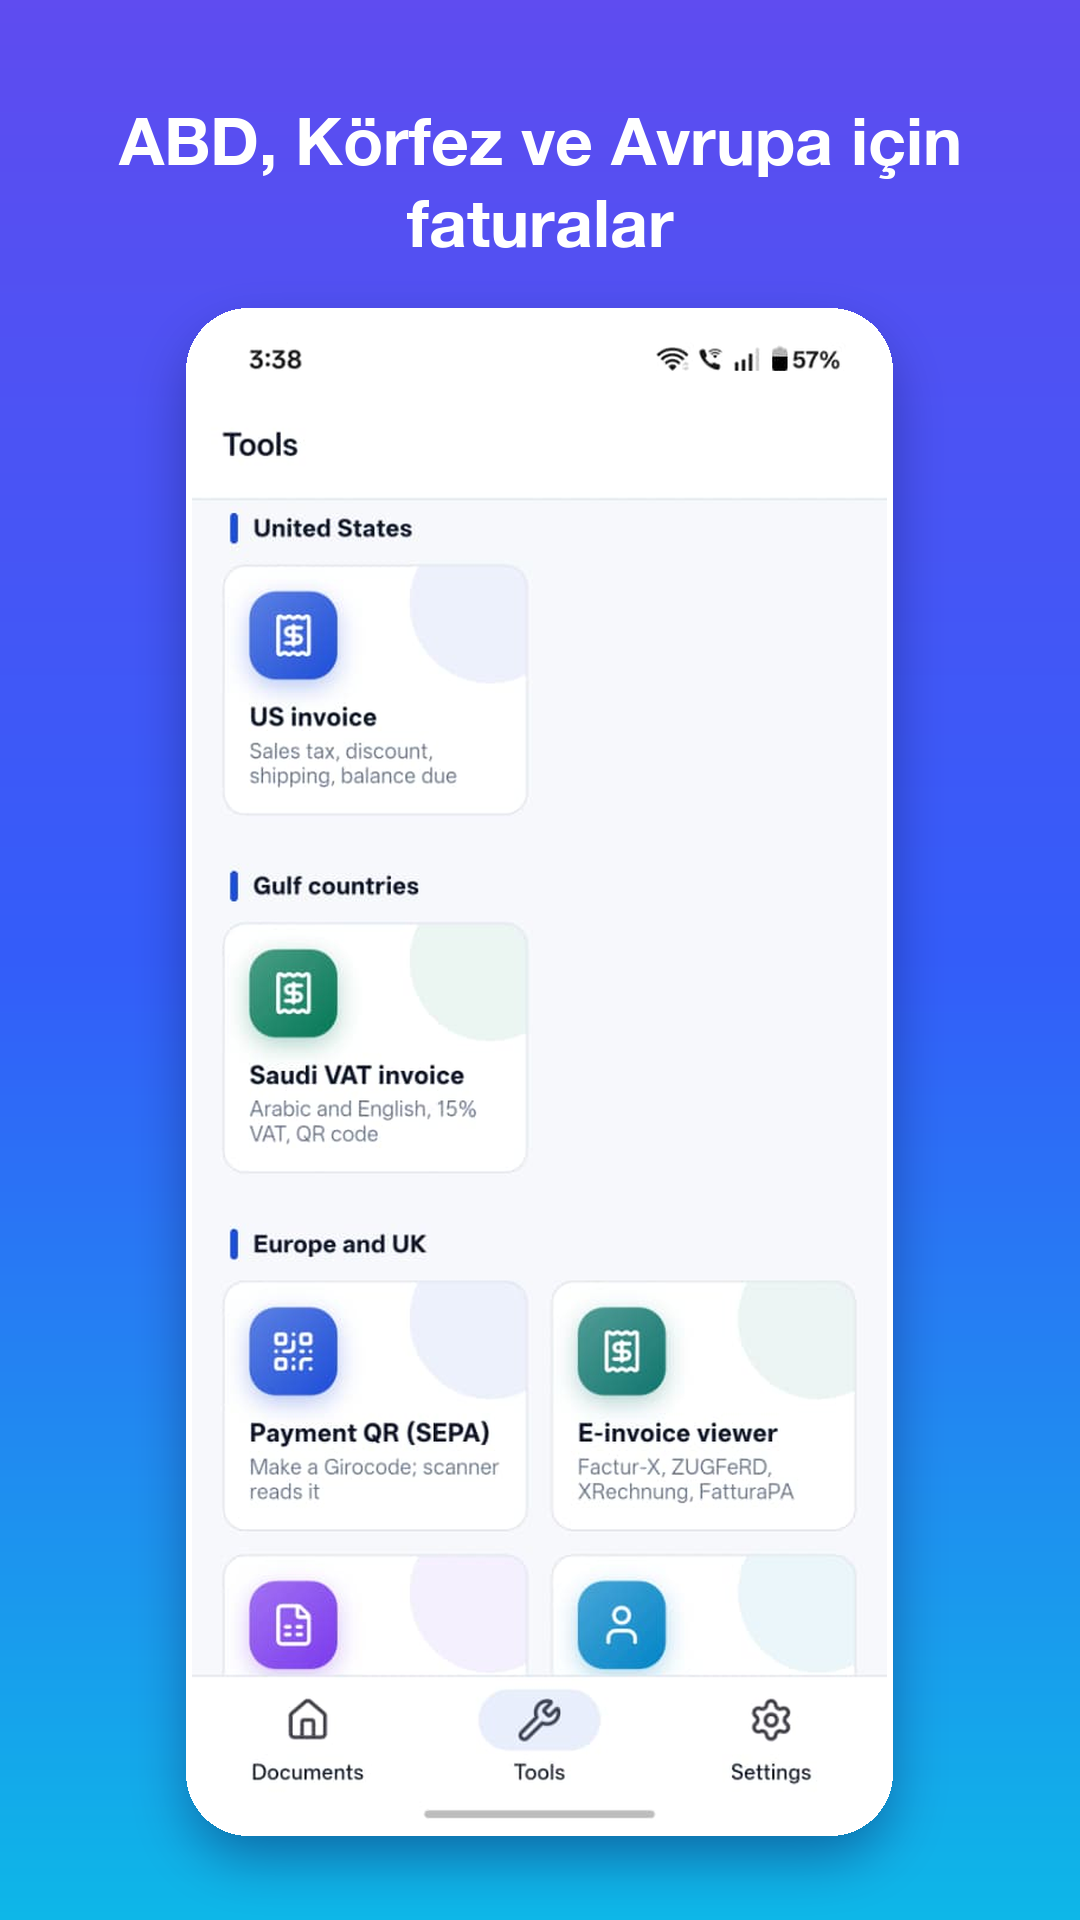 ABD, Körfez ve Avrupa için
faturalar
3:38
57%
Tools
United States
US invoice
Sales tax, discount,
shipping, balance due
Gulf countries
Saudi VAT invoice
Arabic and English, 15%
VAT, QR code
Europe and UK
Payment QR (SEPA)
Make a Girocode; scanner
reads it
E-invoice viewer
Factur-X, ZUGFeRD,
XRechnung, FatturaPA
Documents
Tools
Settings